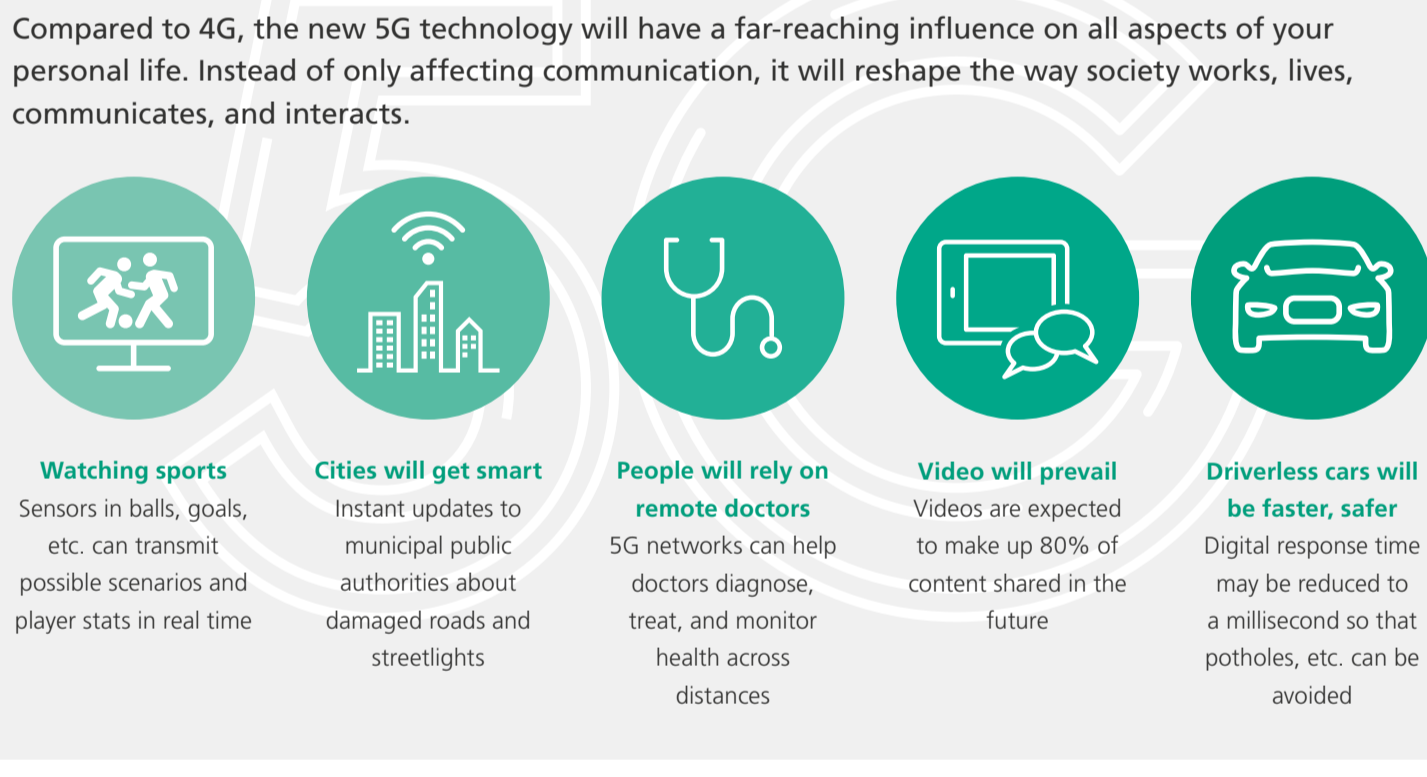 Compared to 4G, the new 5G technology will have a far-reaching influence on all aspects of your
personal life. Instead of only affecting communication, it will reshape the way society works, lives,
communicates, and interacts.
5G
Watching sports
Sensors in balls, goals,
etc. can transmit
possible scenarios and
player stats in real time
Cities will get smart
Instant updates to
municipal public
authorities about
damaged roads and
streetlights
People will rely on
remote doctors
5G networks can help
doctors diagnose,
treat, and monitor
health across
distances
Video will prevail
Videos are expected
to make up 80% of
content shared in the
future
Driverless cars will
be faster, safer
Digital response time
may be reduced to
a millisecond so that
potholes, etc. can be
avoided